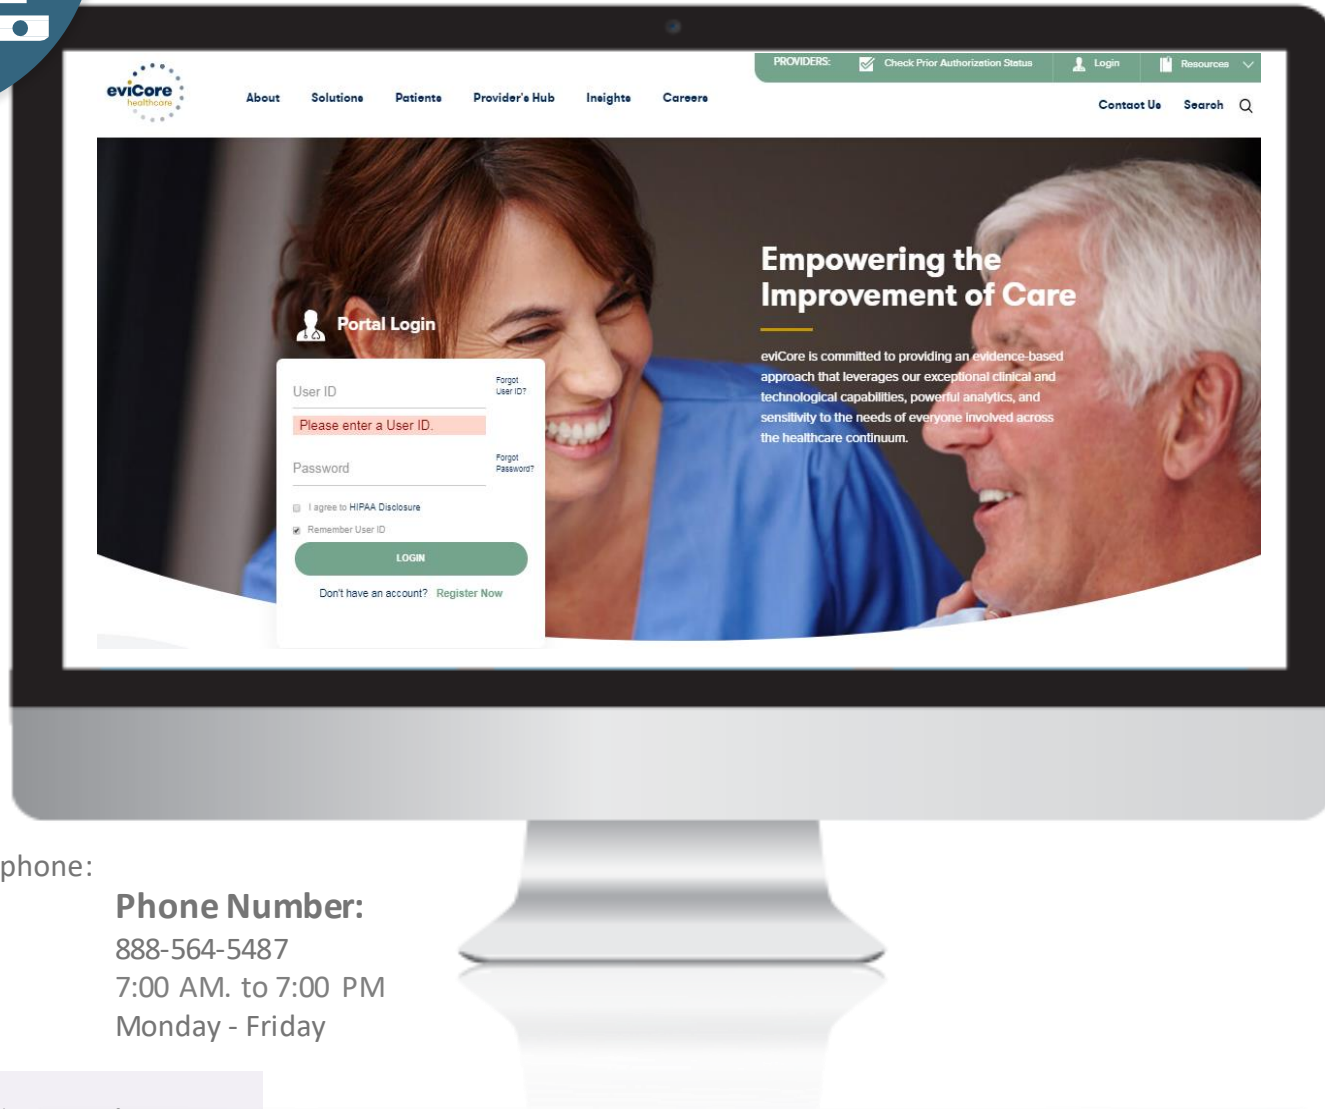 PROVIDERS: Check Prior Authorization Status Login Resources
eviCore
healthcare
About Solutions Patients Provider's Hub Insights Careers
Contact Us Search
Portal Login
User ID
Forgot
User ID?
Please enter a User ID.
Password
Forgot
Password?
I agree to HIPAA Disclosure
Remember User ID
LOGIN
Don't have an account? Register Now
Empowering the
Improvement of Care
eviCore is committed to providing an evidence-based
approach that leverages our exceptional clinical and
technological capabilities, powerful analytics, and
sensitivity to the needs of everyone involved across
the healthcare continuum.
phone:
Phone Number:
888-564-5487
7:00 AM. to 7:00 PM
Monday - Friday